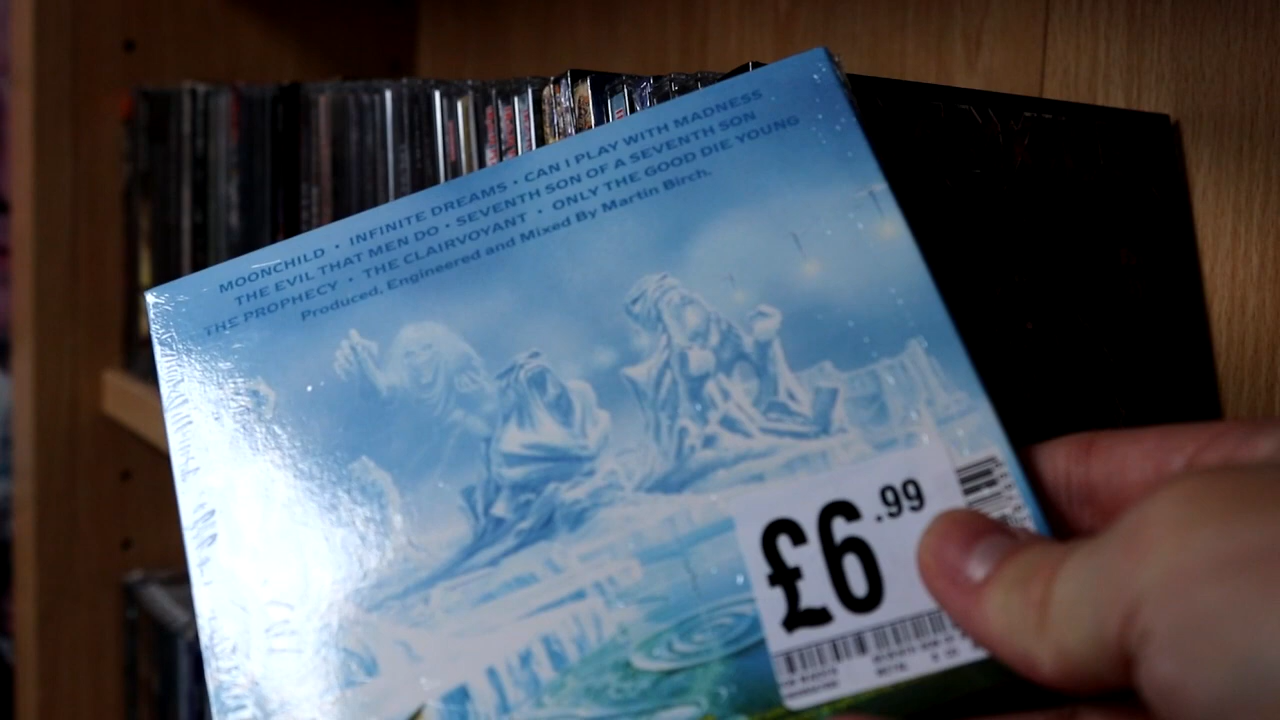 MOONCHILD · INFINITE DREAMS · CAN I PLAY WITH MADNESS
THE EVIL THAT MEN DO · SEVENTH SON OF A SEVENTH SON
THE PROPHECY · THE CLAIRVOYANT · ONLY THE GOOD DIE YOUNG
Produced, Engineered and Mixed By Martin Birch.
£6.99